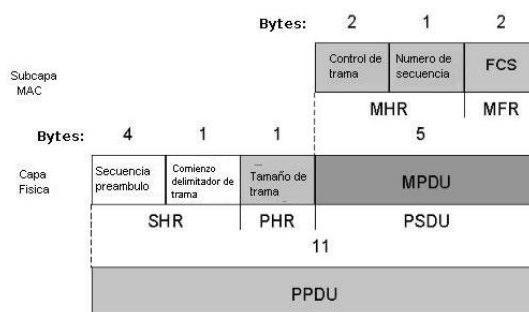 Bytes: 2 1 2
Subcapa MAC
Control de trama
Numero de secuencia
FCS
MHR MFR
Bytes: 4 1 1 5
Capa Fisica
Secuencia preambulo
Comienzo delimitador de trama
Tamaño de trama
MPDU
SHR PHR PSDU
11
PPDU